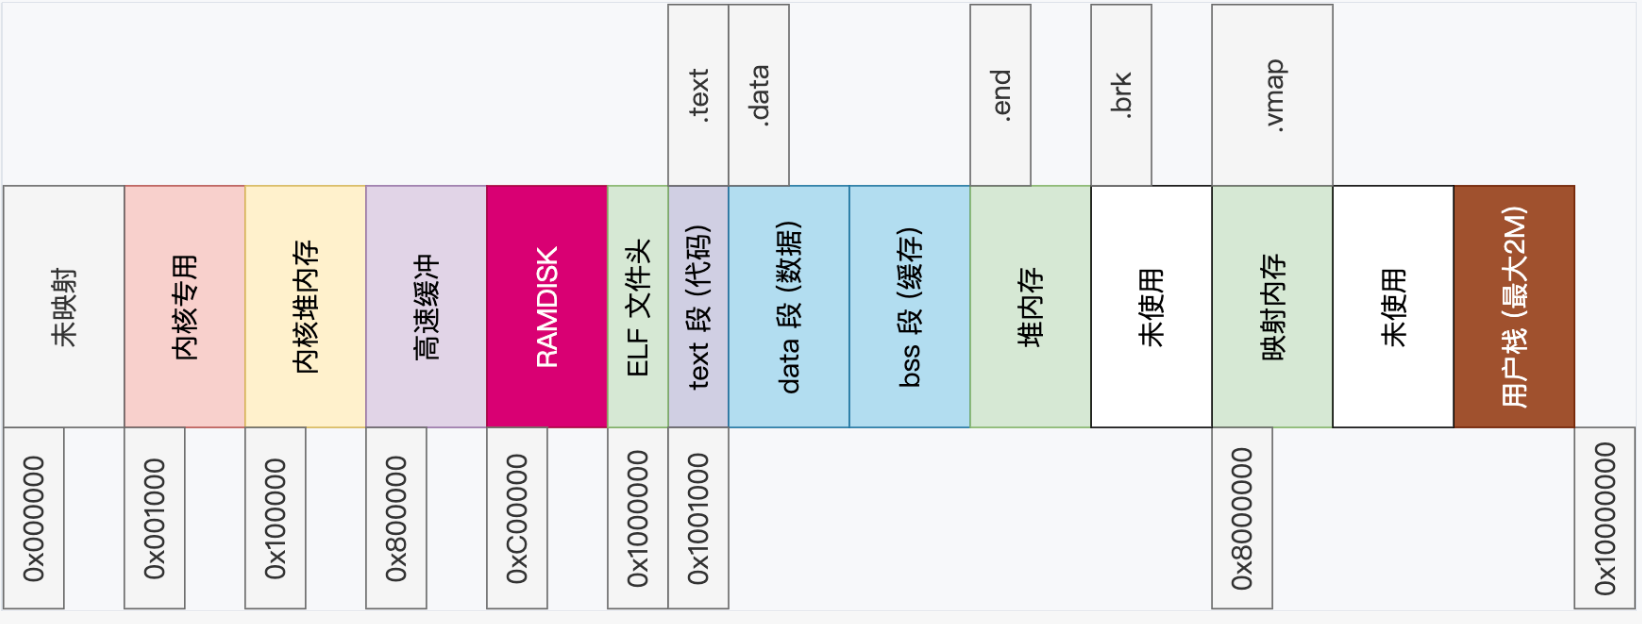 .text
.data
.end
.brk
.vmap
未映射
内核专用
内核堆内存
高速缓冲
RAMDISK
ELF 文件头
text 段 (代码)
data 段 (数据)
bss 段 (缓存)
堆内存
未使用
映射内存
未使用
用户栈 (最大2M)
0x000000
0x001000
0x100000
0x800000
0xC00000
0x1000000
0x1001000
0x8000000
0x10000000